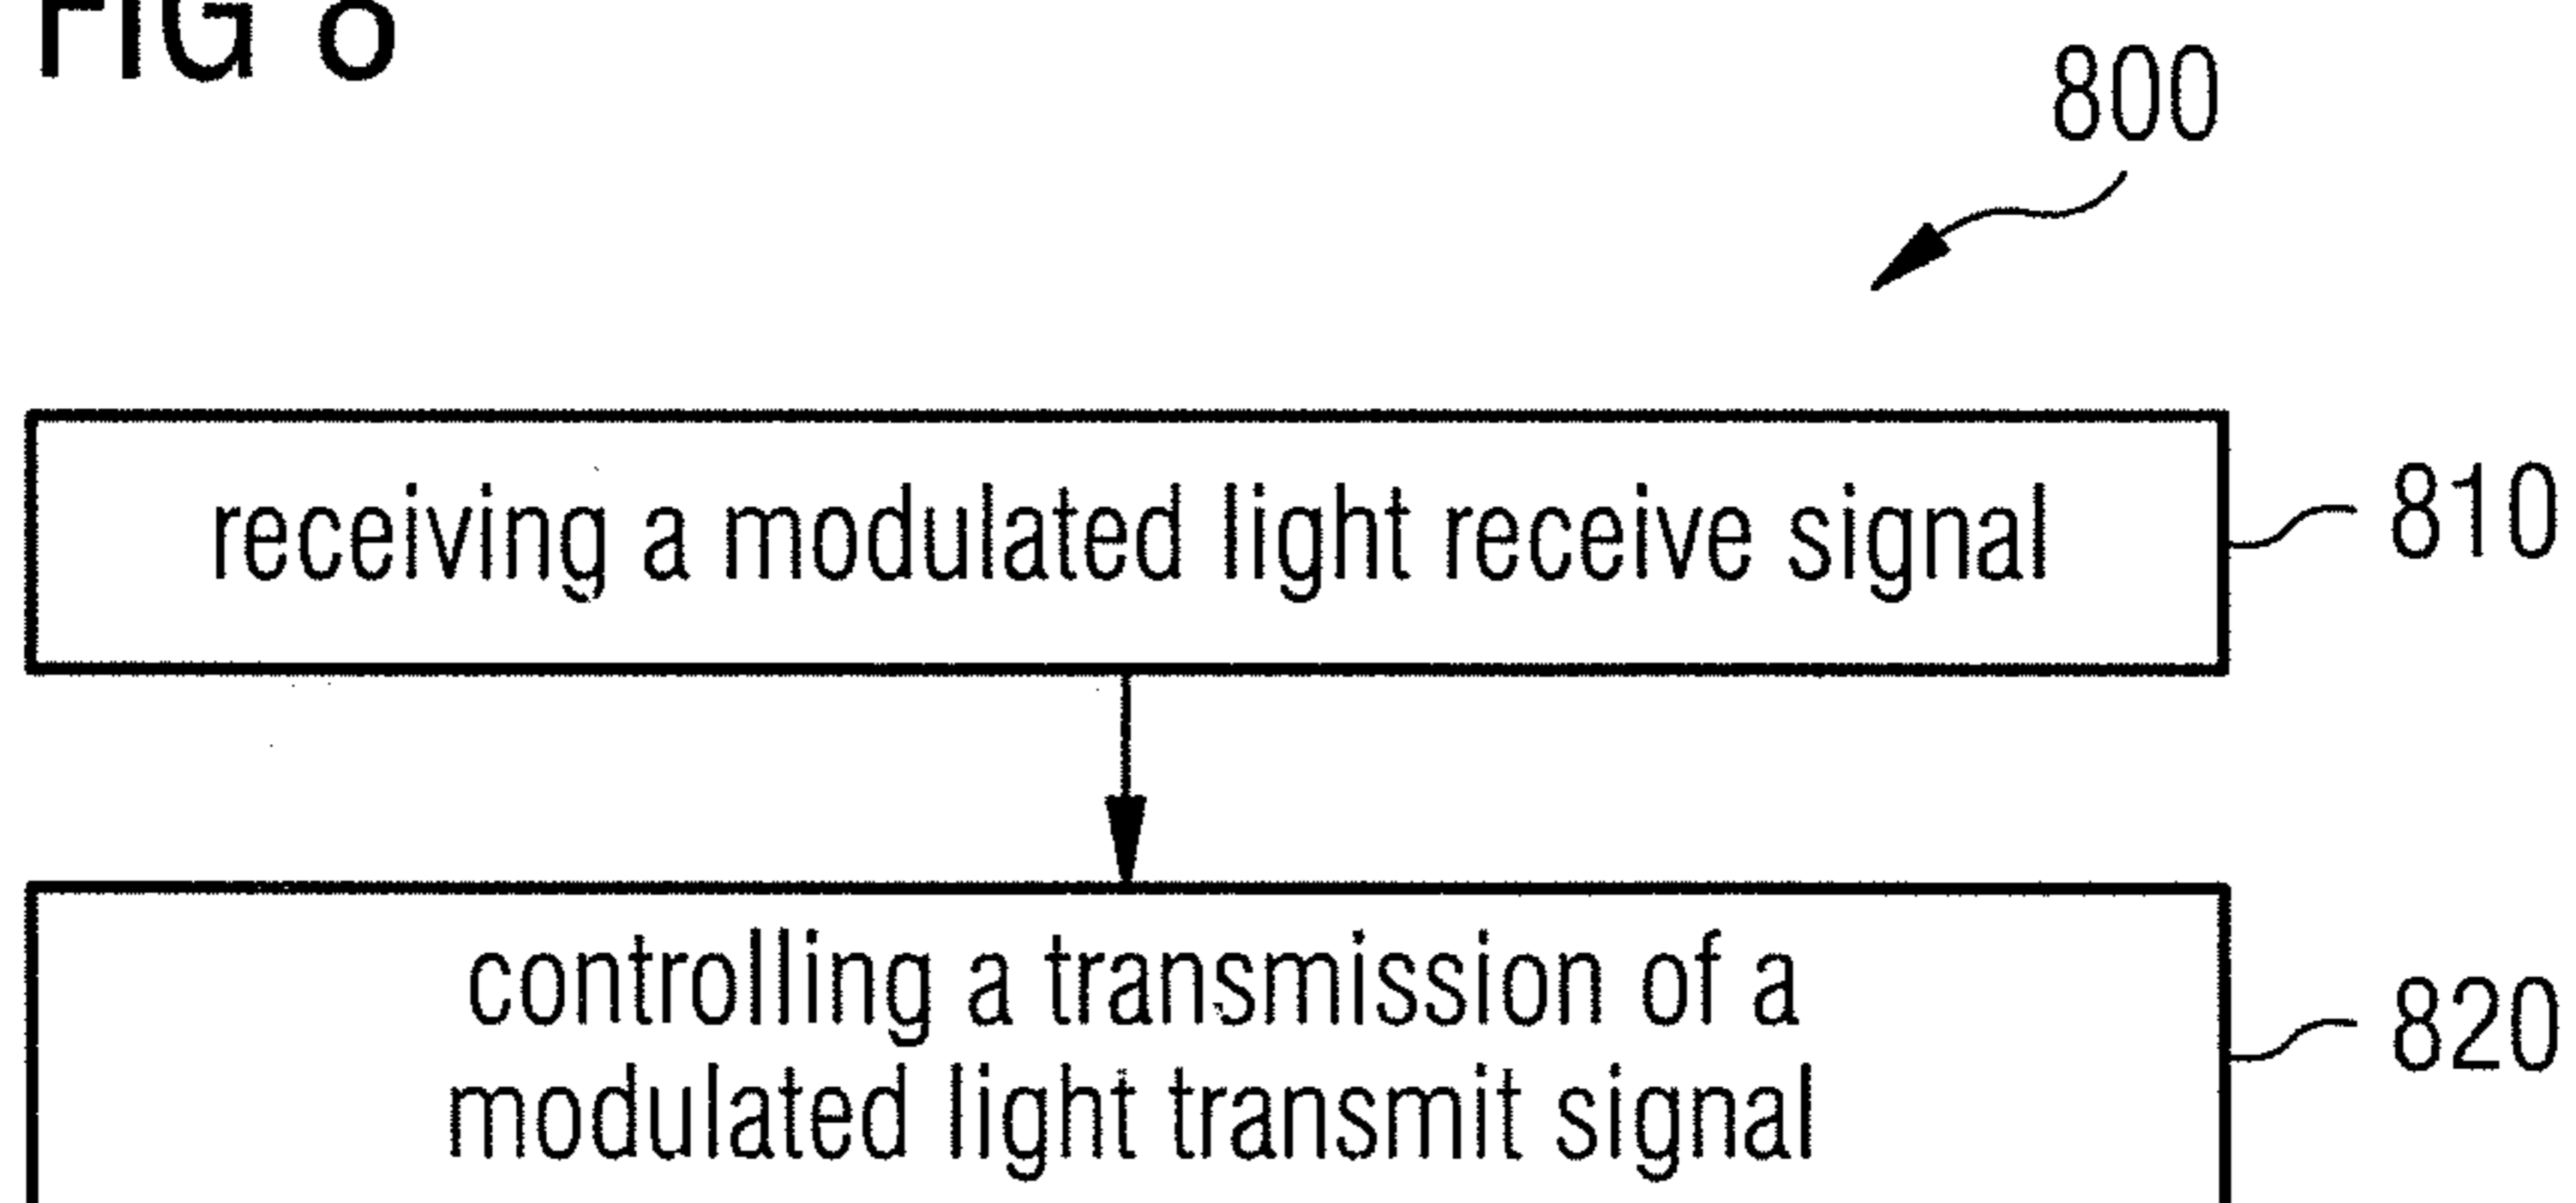 FIG 8
800
receiving a modulated light receive signal
810
controlling a transmission of a
modulated light transmit signal
820